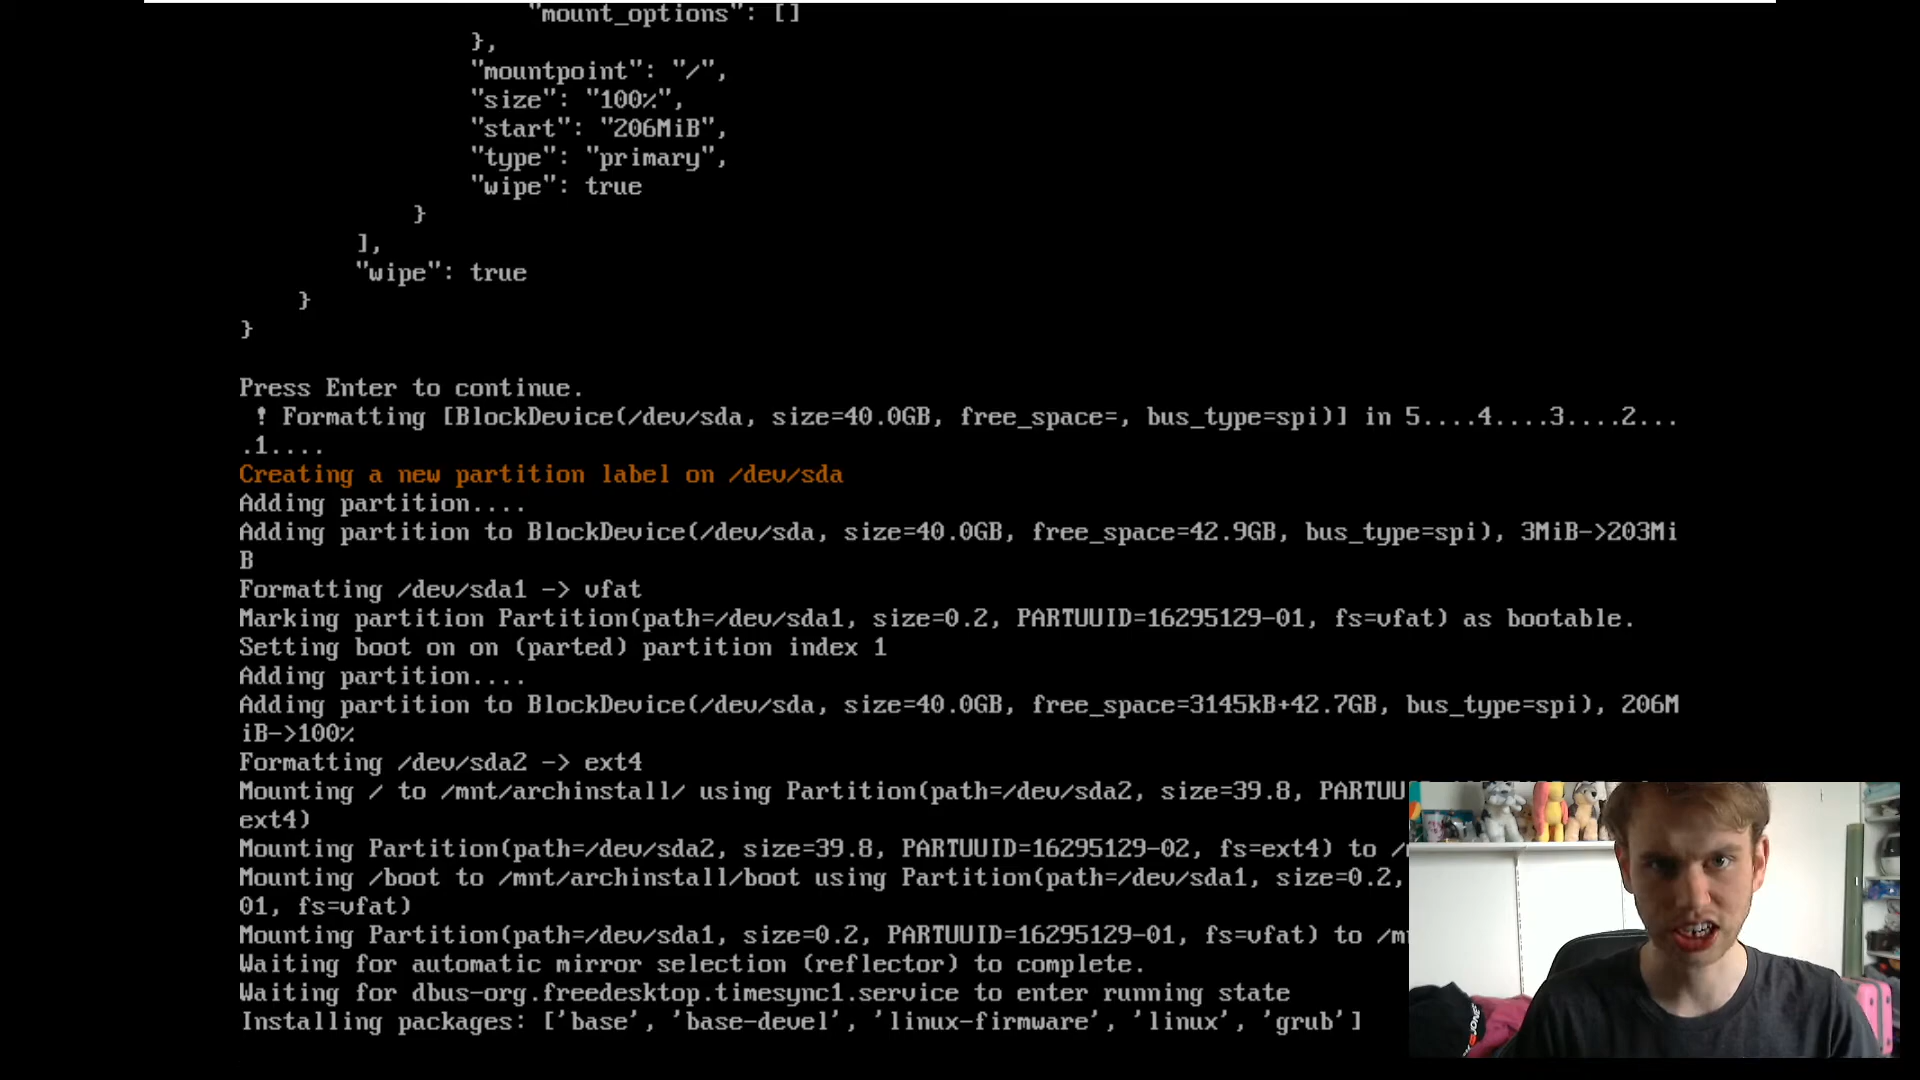 "mount_options": []
},
"mountpoint": "/",
"size": "100%",
"start": "206MiB",
"type": "primary",
"wipe": true
}
],
"wipe": true
}
}
Press Enter to continue.
! Formatting [BlockDevice(/dev/sda, size=40.0GB, free_space=, bus_type=spi)] in 5....4....3....2...
.1....
Creating a new partition label on /dev/sda
Adding partition....
Adding partition to BlockDevice(/dev/sda, size=40.0GB, free_space=42.9GB, bus_type=spi), 3MiB->203Mi
B
Formatting /dev/sda1 -> vfat
Marking partition Partition(path=/dev/sda1, size=0.2, PARTUUID=16295129-01, fs=vfat) as bootable.
Setting boot on on (parted) partition index 1
Adding partition....
Adding partition to BlockDevice(/dev/sda, size=40.0GB, free_space=3145kB+42.7GB, bus_type=spi), 206M
iB->100%
Formatting /dev/sda2 -> ext4
Mounting / to /mnt/archinstall/ using Partition(path=/dev/sda2, size=39.8, PARTUU
ext4)
Mounting Partition(path=/dev/sda2, size=39.8, PARTUUID=16295129-02, fs=ext4) to /
Mounting /boot to /mnt/archinstall/boot using Partition(path=/dev/sda1, size=0.2,
01, fs=vfat)
Mounting Partition(path=/dev/sda1, size=0.2, PARTUUID=16295129-01, fs=vfat) to /m
Waiting for automatic mirror selection (reflector) to complete.
Waiting for dbus-org.freedesktop.timesync1.service to enter running state
Installing packages: ['base', 'base-devel', 'linux-firmware', 'linux', 'grub']